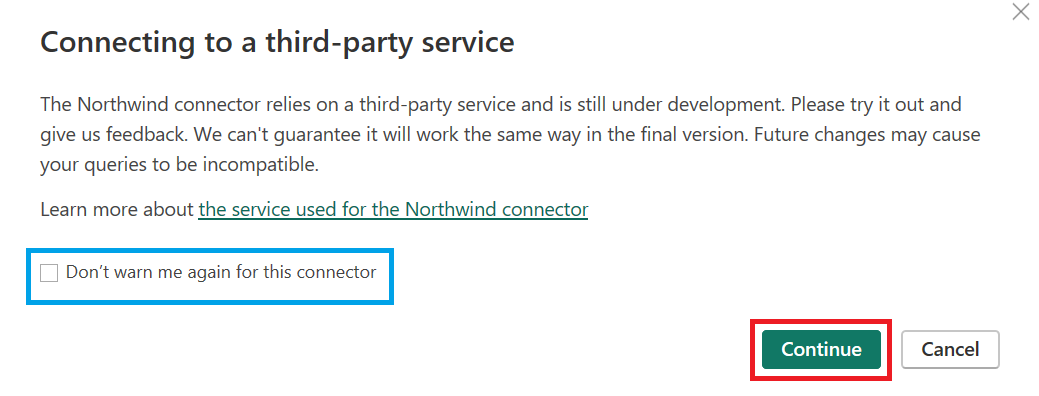 Connecting to a third-party service
The Northwind connector relies on a third-party service and is still under development. Please try it out and
give us feedback. We can't guarantee it will work the same way in the final version. Future changes may cause
your queries to be incompatible.
Learn more about the service used for the Northwind connector
Don’t warn me again for this connector
Continue
Cancel